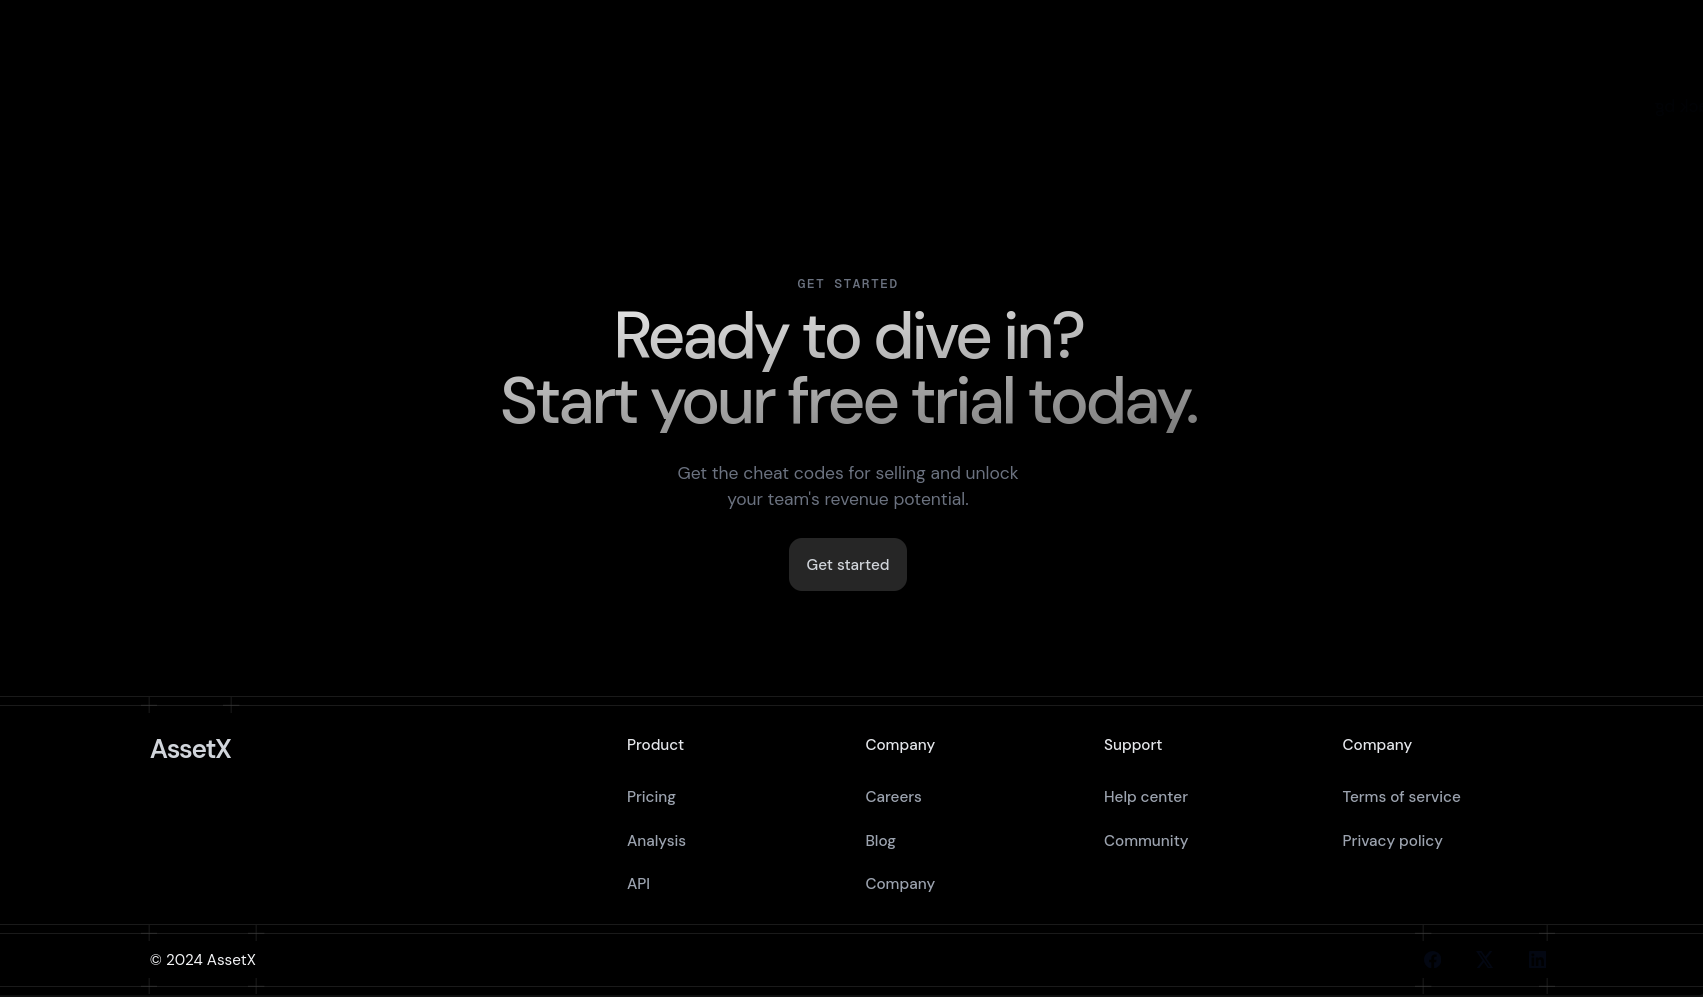 GET STARTED
Ready to dive in?
Start your free trial today.
Get the cheat codes for selling and unlock
your team's revenue potential.
Get started
AssetX
Product
Pricing
Analysis
API
Company
Careers
Blog
Company
Support
Help center
Community
Company
Terms of service
Privacy policy
© 2024 AssetX